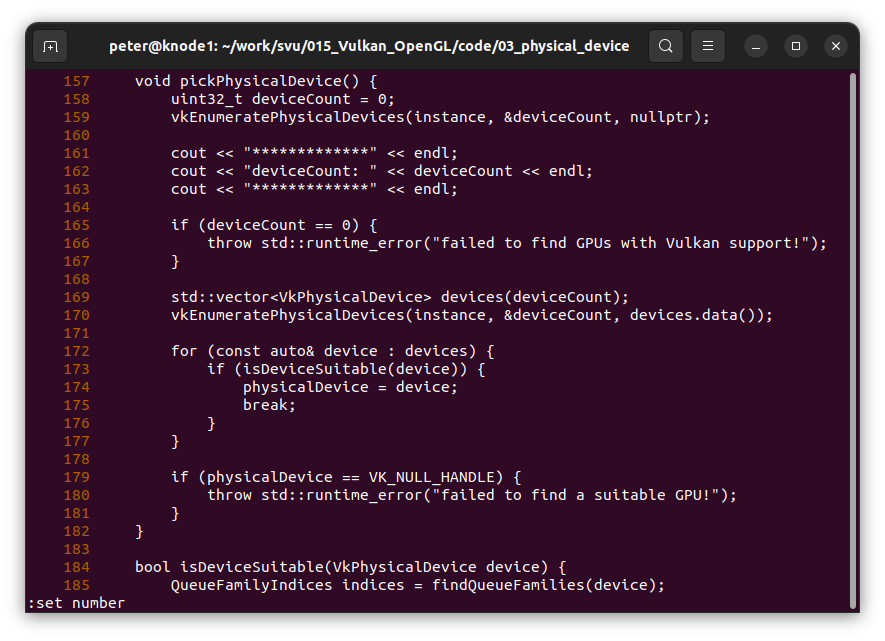 peter@knode1: ~/work/svu/015_Vulkan_OpenGL/code/03_physical_device
157     void pickPhysicalDevice() {
158         uint32_t deviceCount = 0;
159         vkEnumeratePhysicalDevices(instance, &deviceCount, nullptr);
160
161         cout << "*************" << endl;
162         cout << "deviceCount: " << deviceCount << endl;
163         cout << "*************" << endl;
164
165         if (deviceCount == 0) {
166             throw std::runtime_error("failed to find GPUs with Vulkan support!");
167         }
168
169         std::vector<VkPhysicalDevice> devices(deviceCount);
170         vkEnumeratePhysicalDevices(instance, &deviceCount, devices.data());
171
172         for (const auto& device : devices) {
173             if (isDeviceSuitable(device)) {
174                 physicalDevice = device;
175                 break;
176             }
177         }
178
179         if (physicalDevice == VK_NULL_HANDLE) {
180             throw std::runtime_error("failed to find a suitable GPU!");
181         }
182     }
183
184     bool isDeviceSuitable(VkPhysicalDevice device) {
185         QueueFamilyIndices indices = findQueueFamilies(device);
:set number